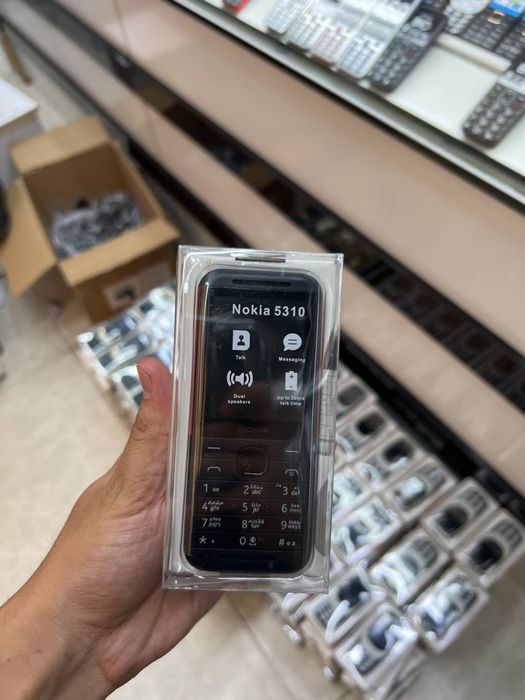 Nokia 5310
Talk
Messaging
Dual
speakers
Up to 20hrs
talk time
NOKIA
1
2 abc
3 def
4 ghi
5 jkl
6 mno
7 pqrs
8 tuv
9 wxyz
*
0
#